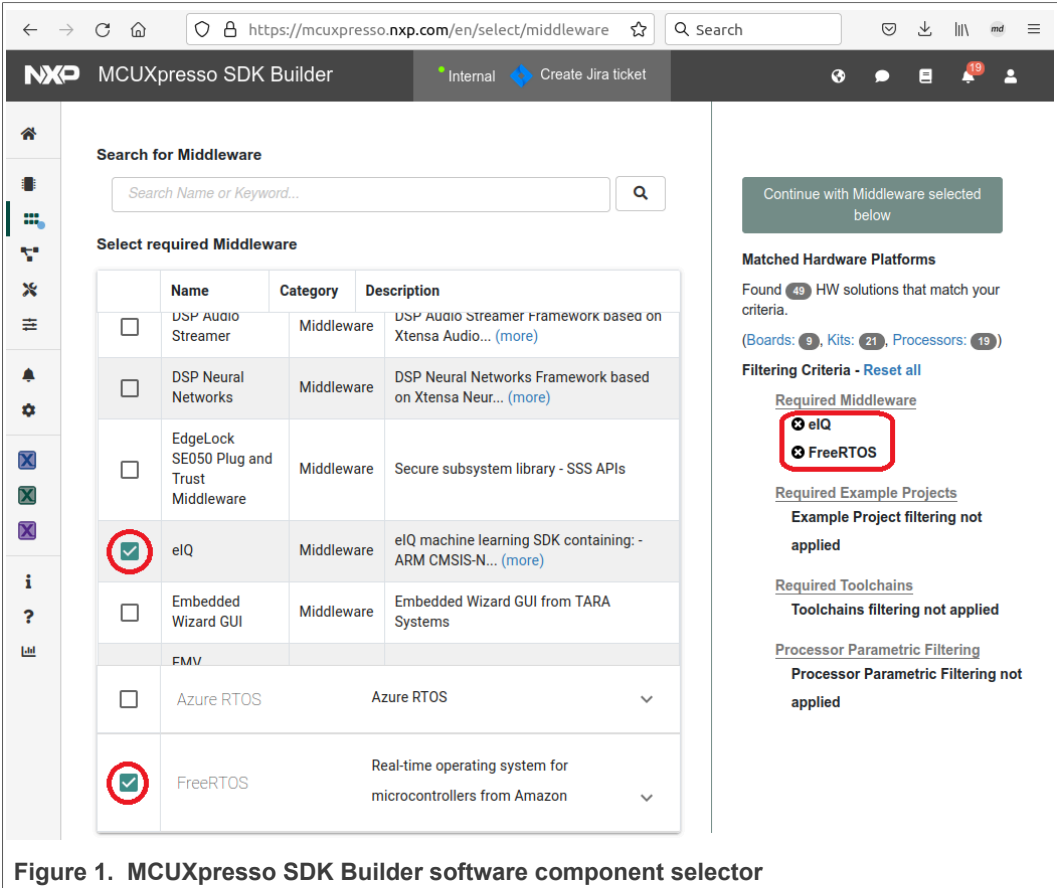 https://mcuxpresso.nxp.com/en/select/middleware
Search
md
NXP
MCUXpresso SDK Builder
Internal
Create Jira ticket
19
Search for Middleware
Search Name or Keyword...
Select required Middleware
Name Category Description
DSP Audio
Streamer
Middleware
DSP Audio Streamer Framework based on
Xtensa Audio... (more)
DSP Neural
Networks
Middleware
DSP Neural Networks Framework based
on Xtensa Neur... (more)
EdgeLock
SE050 Plug and
Trust
Middleware
Middleware
Secure subsystem library - SSS APIs
eIQ
Middleware
eIQ machine learning SDK containing: -
ARM CMSIS-N... (more)
Embedded
Wizard GUI
Middleware
Embedded Wizard GUI from TARA
Systems
EMV
Azure RTOS
Azure RTOS
FreeRTOS
Real-time operating system for
microcontrollers from Amazon
Continue with Middleware selected
below
Matched Hardware Platforms
Found 49 HW solutions that match your
criteria.
(Boards: 9, Kits: 21, Processors: 19)
Filtering Criteria - Reset all
Required Middleware
eIQ
FreeRTOS
Required Example Projects
Example Project filtering not
applied
Required Toolchains
Toolchains filtering not applied
Processor Parametric Filtering
Processor Parametric Filtering not
applied
Figure 1. MCUXpresso SDK Builder software component selector